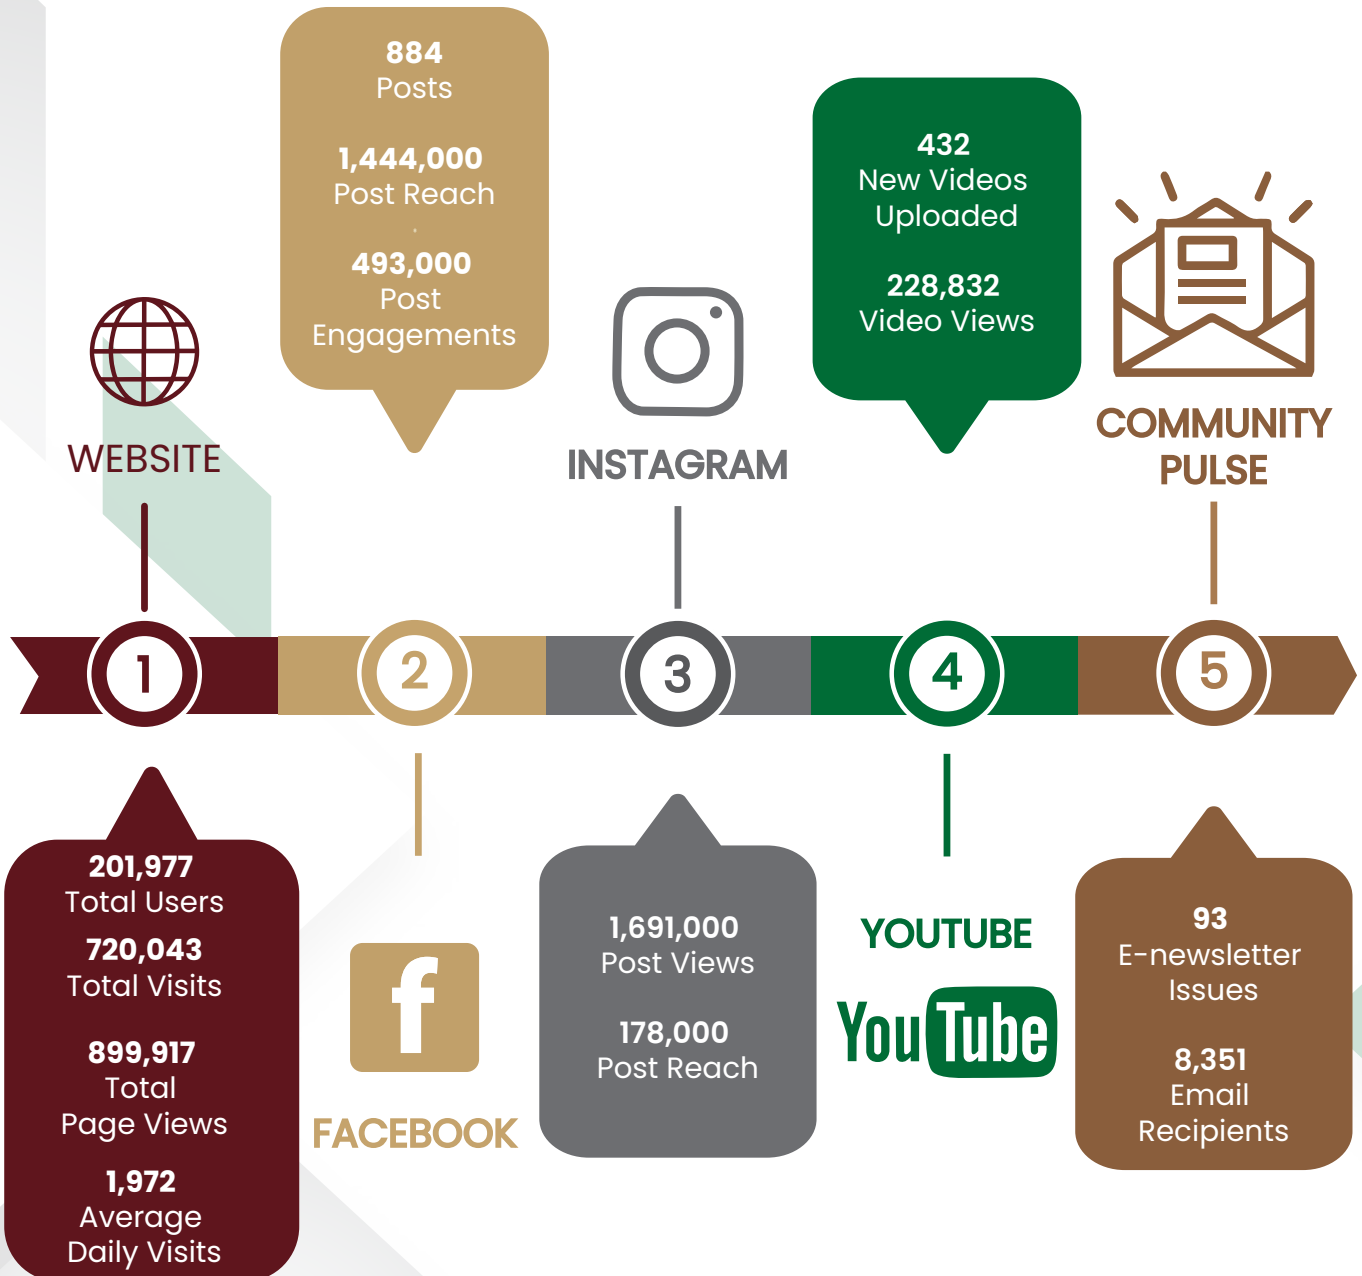 WEBSITE
1
201,977
Total Users
720,043
Total Visits
899,917
Total
Page Views
1,972
Average
Daily Visits
884
Posts
1,444,000
Post Reach
493,000
Post
Engagements
2
f
FACEBOOK
INSTAGRAM
3
1,691,000
Post Views
178,000
Post Reach
432
New Videos
Uploaded
228,832
Video Views
4
YOUTUBE
YouTube
COMMUNITY
PULSE
5
93
E-newsletter
Issues
8,351
Email
Recipients